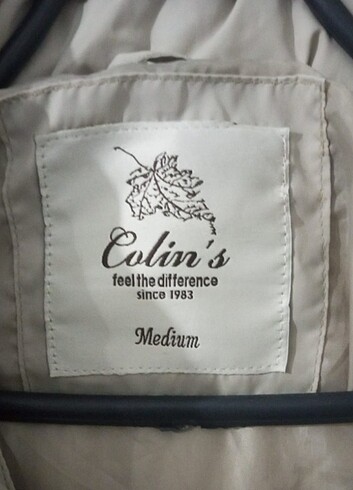 Colin's
feel the difference
since 1983
Medium